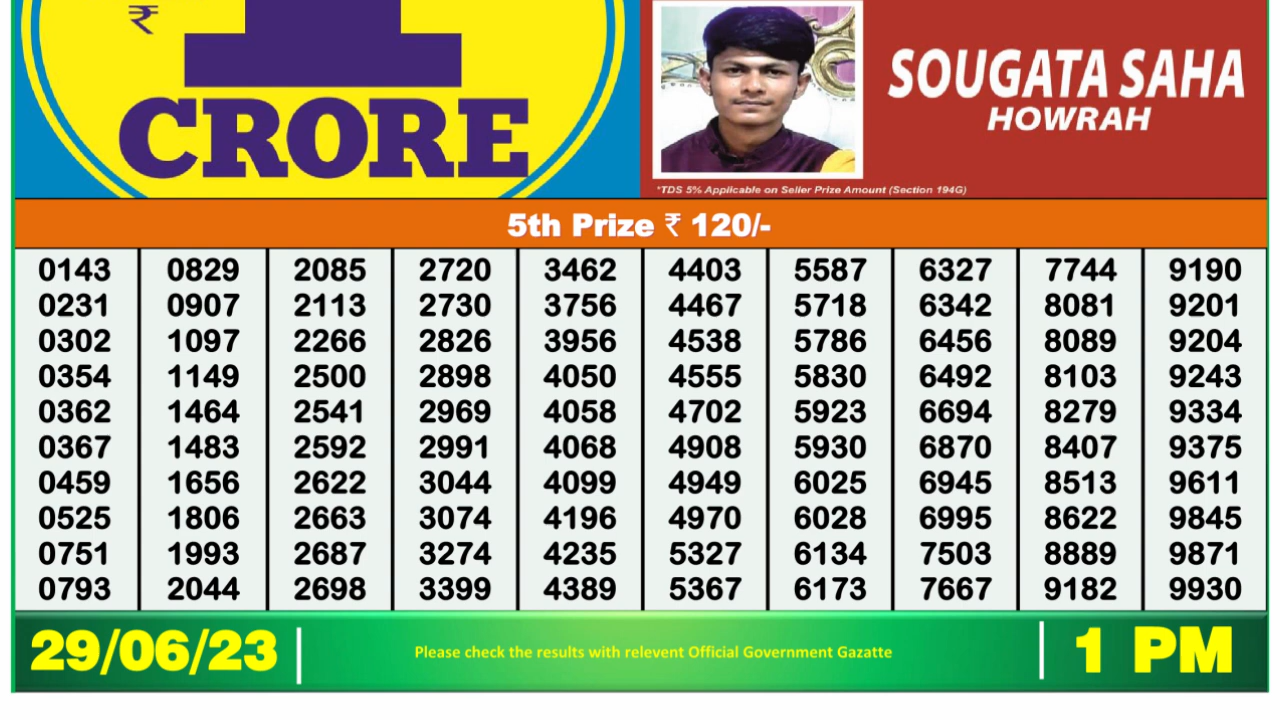 ₹
1
CRORE
SOUGATA SAHA
HOWRAH
*TDS 5% Applicable on Seller Prize Amount (Section 194G)
5th Prize ₹ 120/-
0143 0829 2085 2720 3462 4403 5587 6327 7744 9190
0231 0907 2113 2730 3756 4467 5718 6342 8081 9201
0302 1097 2266 2826 3956 4538 5786 6456 8089 9204
0354 1149 2500 2898 4050 4555 5830 6492 8103 9243
0362 1464 2541 2969 4058 4702 5923 6694 8279 9334
0367 1483 2592 2991 4068 4908 5930 6870 8407 9375
0459 1656 2622 3044 4099 4949 6025 6945 8513 9611
0525 1806 2663 3074 4196 4970 6028 6995 8622 9845
0751 1993 2687 3274 4235 5327 6134 7503 8889 9871
0793 2044 2698 3399 4389 5367 6173 7667 9182 9930
29/06/23
Please check the results with relevent Official Government Gazatte
1 PM